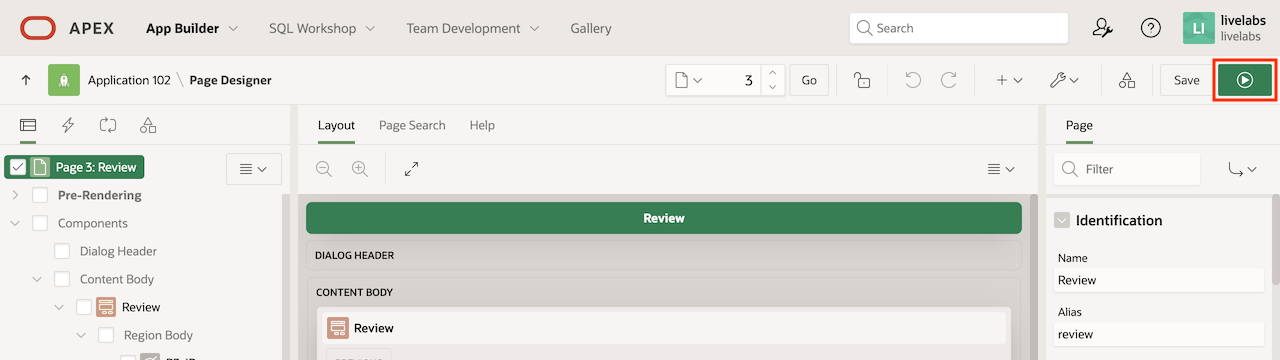 APEX App Builder SQL Workshop Team Development Gallery Search LI livelabs
livelabs
Application 102 \ Page Designer 3 Go Save
Layout Page Search Help Page
Page 3: Review Filter
Pre-Rendering
Components Review Identification
Dialog Header DIALOG HEADER Name
Content Body CONTENT BODY Review
Review Review Alias
Region Body review